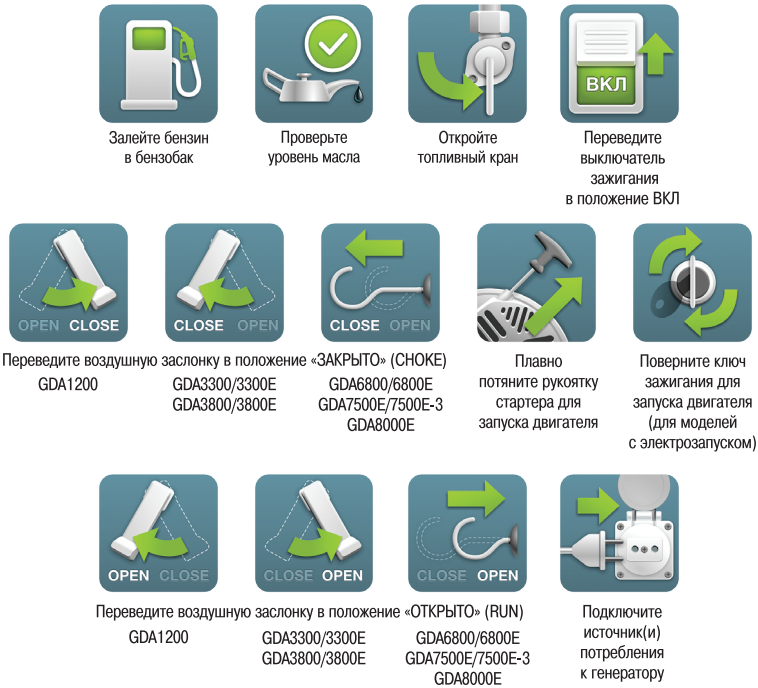 Залейте бензин
в бензобак
Проверьте
уровень масла
Откройте
топливный кран
ВКЛ
Переведите
выключатель
зажигания
в положение ВКЛ
OPEN CLOSE
CLOSE OPEN
CLOSE OPEN
Переведите воздушную заслонку в положение «ЗАКРЫТО» (CHOKE)
GDA1200
GDA3300/3300E
GDA3800/3800E
GDA6800/6800E
GDA7500E/7500E-3
GDA8000E
Плавно
потяните рукоятку
стартера для
запуска двигателя
Поверните ключ
зажигания для
запуска двигателя
(для моделей
с электрозапуском)
OPEN CLOSE
CLOSE OPEN
CLOSE OPEN
Переведите воздушную заслонку в положение «ОТКРЫТО» (RUN)
GDA1200
GDA3300/3300E
GDA3800/3800E
GDA6800/6800E
GDA7500E/7500E-3
GDA8000E
Подключите
источник(и)
потребления
к генератору